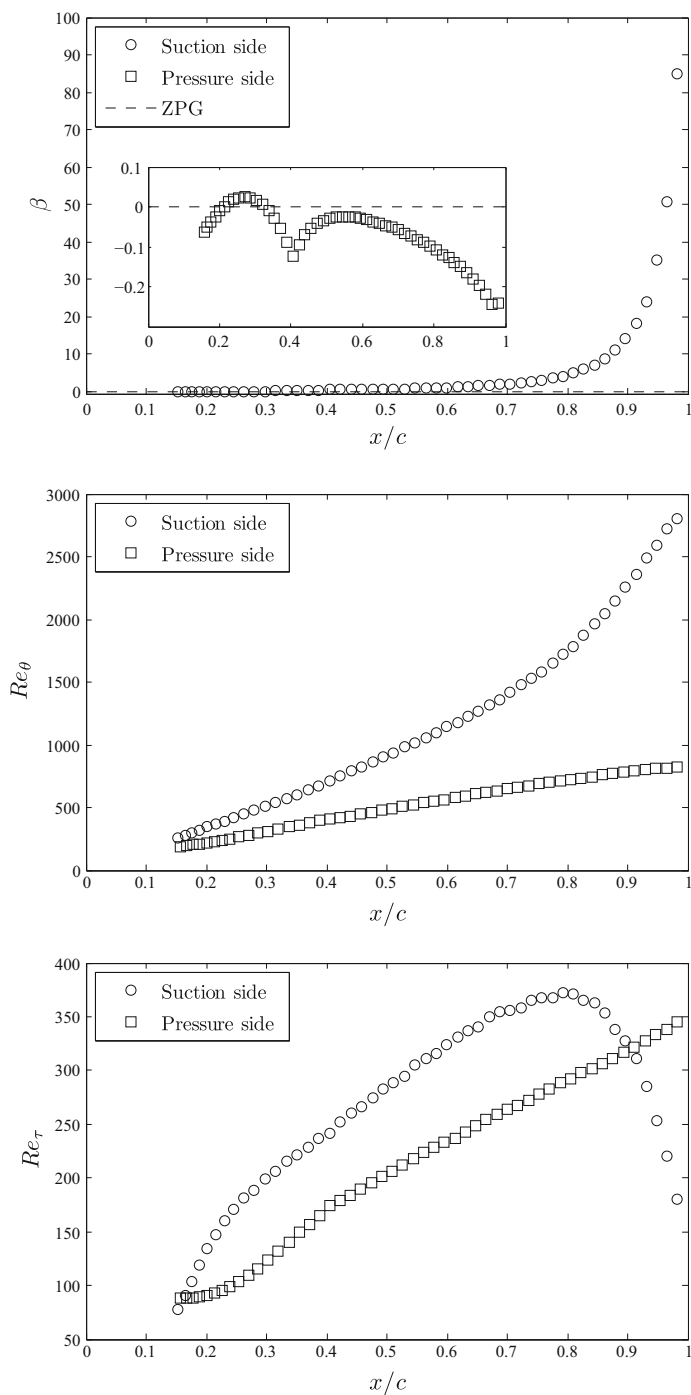 100
90
80
70
60
50
40
30
20
10
0
β
Suction side
Pressure side
ZPG
0.1
0
−0.1
−0.2
0 0.2 0.4 0.6 0.8 1
0 0.1 0.2 0.3 0.4 0.5 0.6 0.7 0.8 0.9 1
x/c
3000
2500
2000
1500
1000
500
0
Re_θ
Suction side
Pressure side
0 0.1 0.2 0.3 0.4 0.5 0.6 0.7 0.8 0.9 1
x/c
400
350
300
250
200
150
100
50
Re_τ
Suction side
Pressure side
0 0.1 0.2 0.3 0.4 0.5 0.6 0.7 0.8 0.9 1
x/c